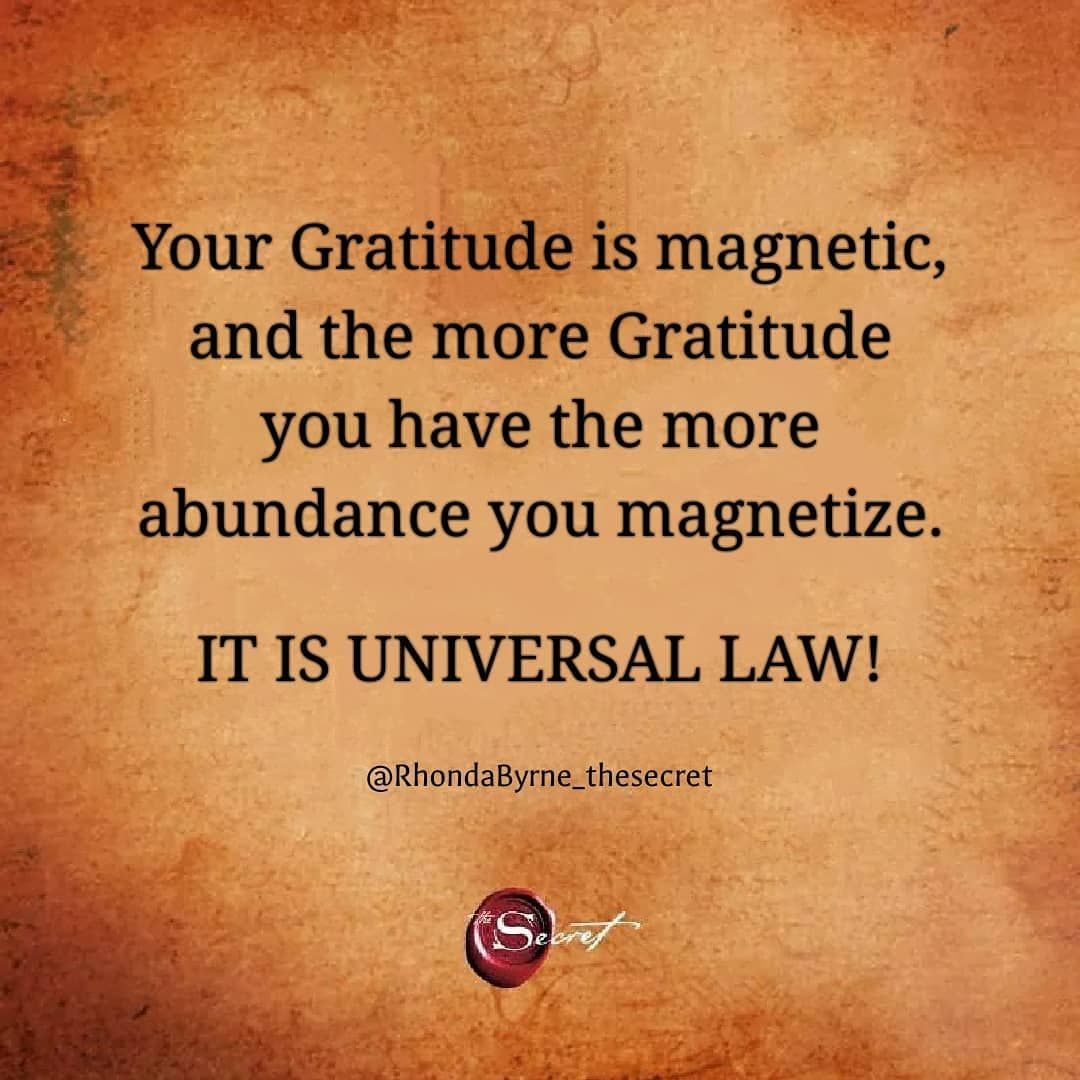 Your Gratitude is magnetic,
and the more Gratitude
you have the more
abundance you magnetize.
IT IS UNIVERSAL LAW!
@RhondaByrne_thesecret
the Secret